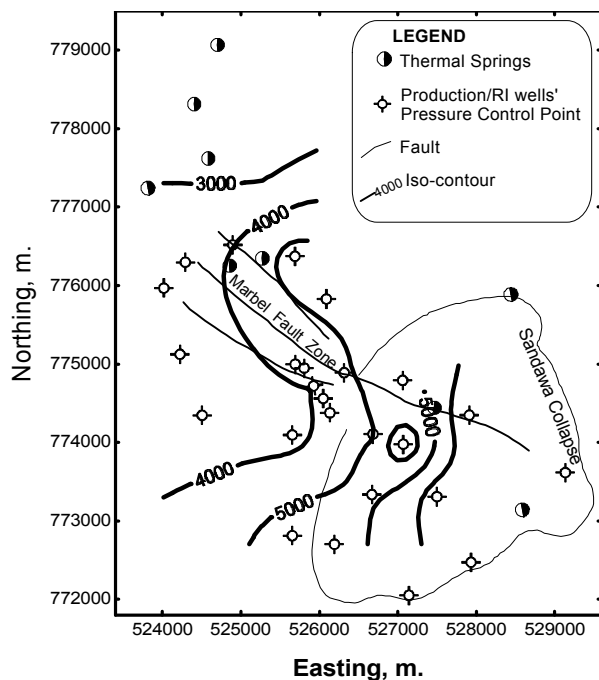 LEGEND
Thermal Springs
Production/RI wells'
Pressure Control Point
Fault
4000 Iso-contour
779000
778000
777000
776000
775000
774000
773000
772000
Northing, m.
3000
4000
Marbel Fault Zone
Sandawa Collapse
5000
4000
5000
524000 525000 526000 527000 528000 529000
Easting, m.